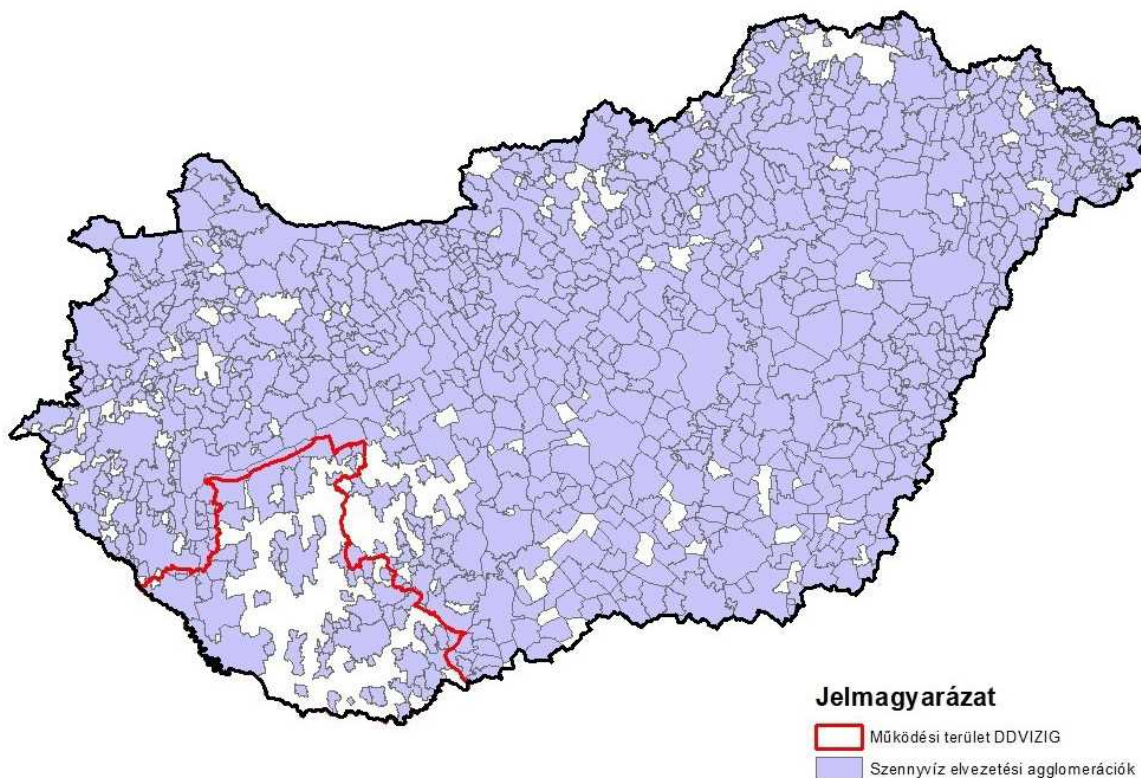 Jelmagyarázat
Működési terület DDVIZIG
Szennyvíz elvezetési agglomerációk